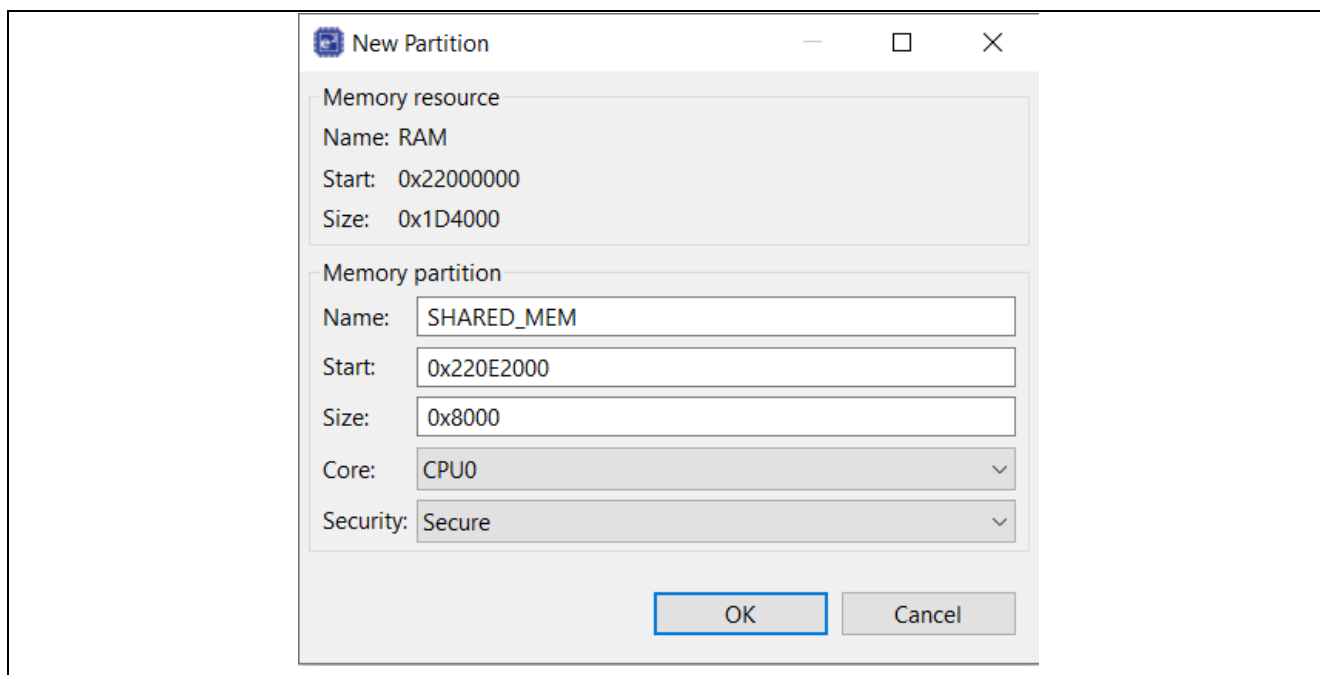 New Partition
Memory resource
Name: RAM
Start: 0x22000000
Size: 0x1D4000
Memory partition
Name: SHARED_MEM
Start: 0x220E2000
Size: 0x8000
Core: CPU0
Security: Secure
OK Cancel